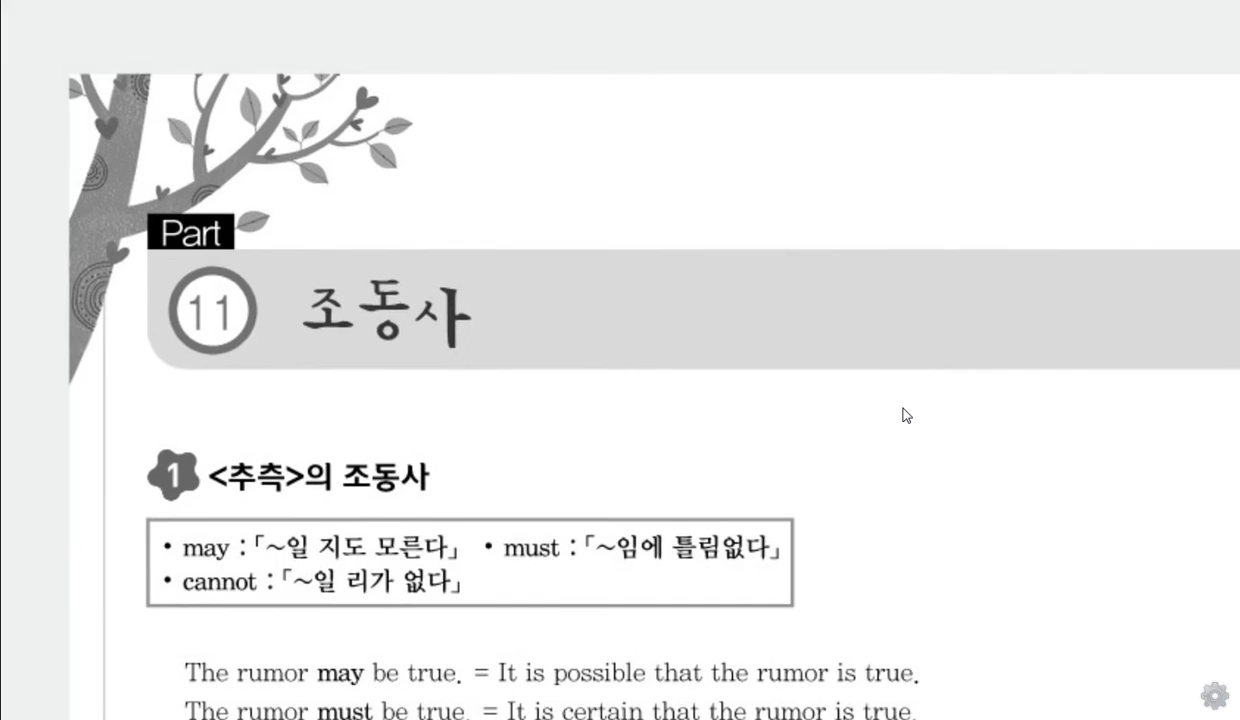 Part
11 조동사
1 <추측>의 조동사
• may : 「~일 지도 모른다」 • must : 「~임에 틀림없다」
• cannot : 「~일 리가 없다」
The rumor may be true. = It is possible that the rumor is true.
The rumor must be true. = It is certain that the rumor is true.